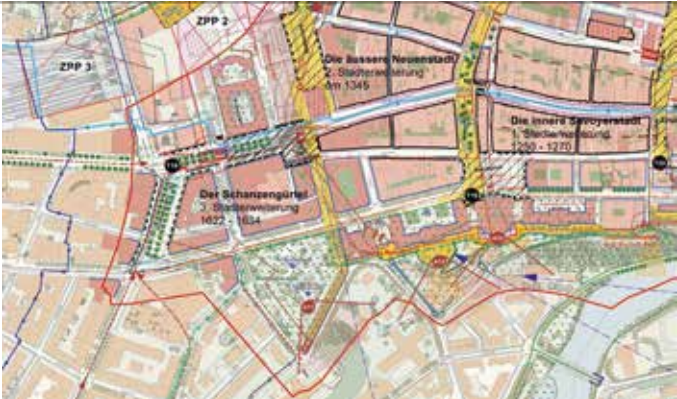 ZPP 2
ZPP 3
Die äussere Neuenstadt
2. Stadterweiterung
um 1345
Die innere Savoyerstadt
1. Stadterweiterung
1250 - 1270
Der Schanzengürtel
3. Stadterweiterung
1622 - 1634